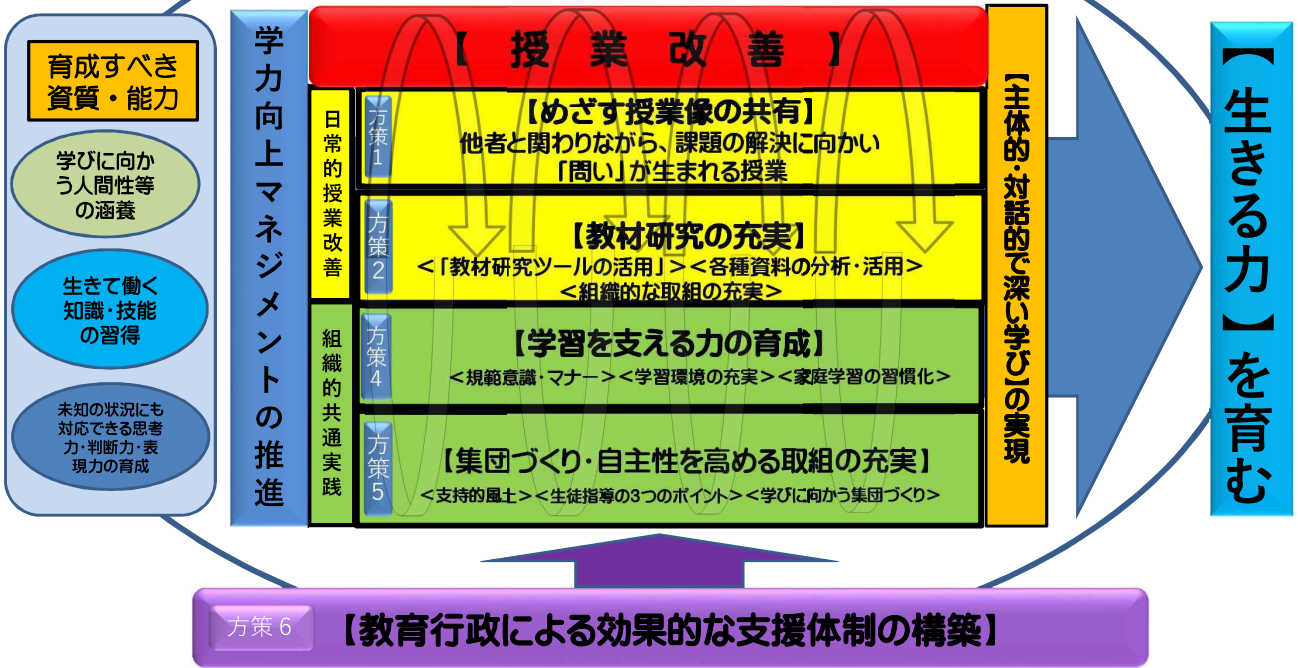 育成すべき
資質・能力
学びに向か
う人間性等
の涵養
生きて働く
知識・技能
の習得
未知の状況にも
対応できる思考
力・判断力・表
現力の育成
学力向上マネジメントの推進
【授業改善】
日常的授業改善
方策1
【めざす授業像の共有】
他者と関わりながら、課題の解決に向かい
「問い」が生まれる授業
方策2
【教材研究の充実】
<「教材研究ツールの活用」><各種資料の分析・活用>
<組織的な取組の充実>
組織的共通実践
方策4
【学習を支える力の育成】
<規範意識・マナー><学習環境の充実><家庭学習の習慣化>
方策5
【集団づくり・自主性を高める取組の充実】
<支持的風土><生徒指導の3つのポイント><学びに向かう集団づくり>
【主体的・対話的で深い学び】の実現
【生きる力】を育む
方策6
【教育行政による効果的な支援体制の構築】